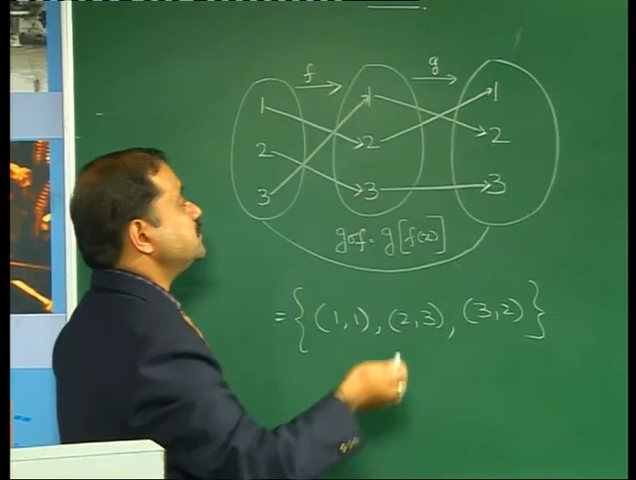 f g
1 1 1
2 2 2
3 3 3
gof = g[f(x)]
= {(1,1), (2,3), (3,2)}